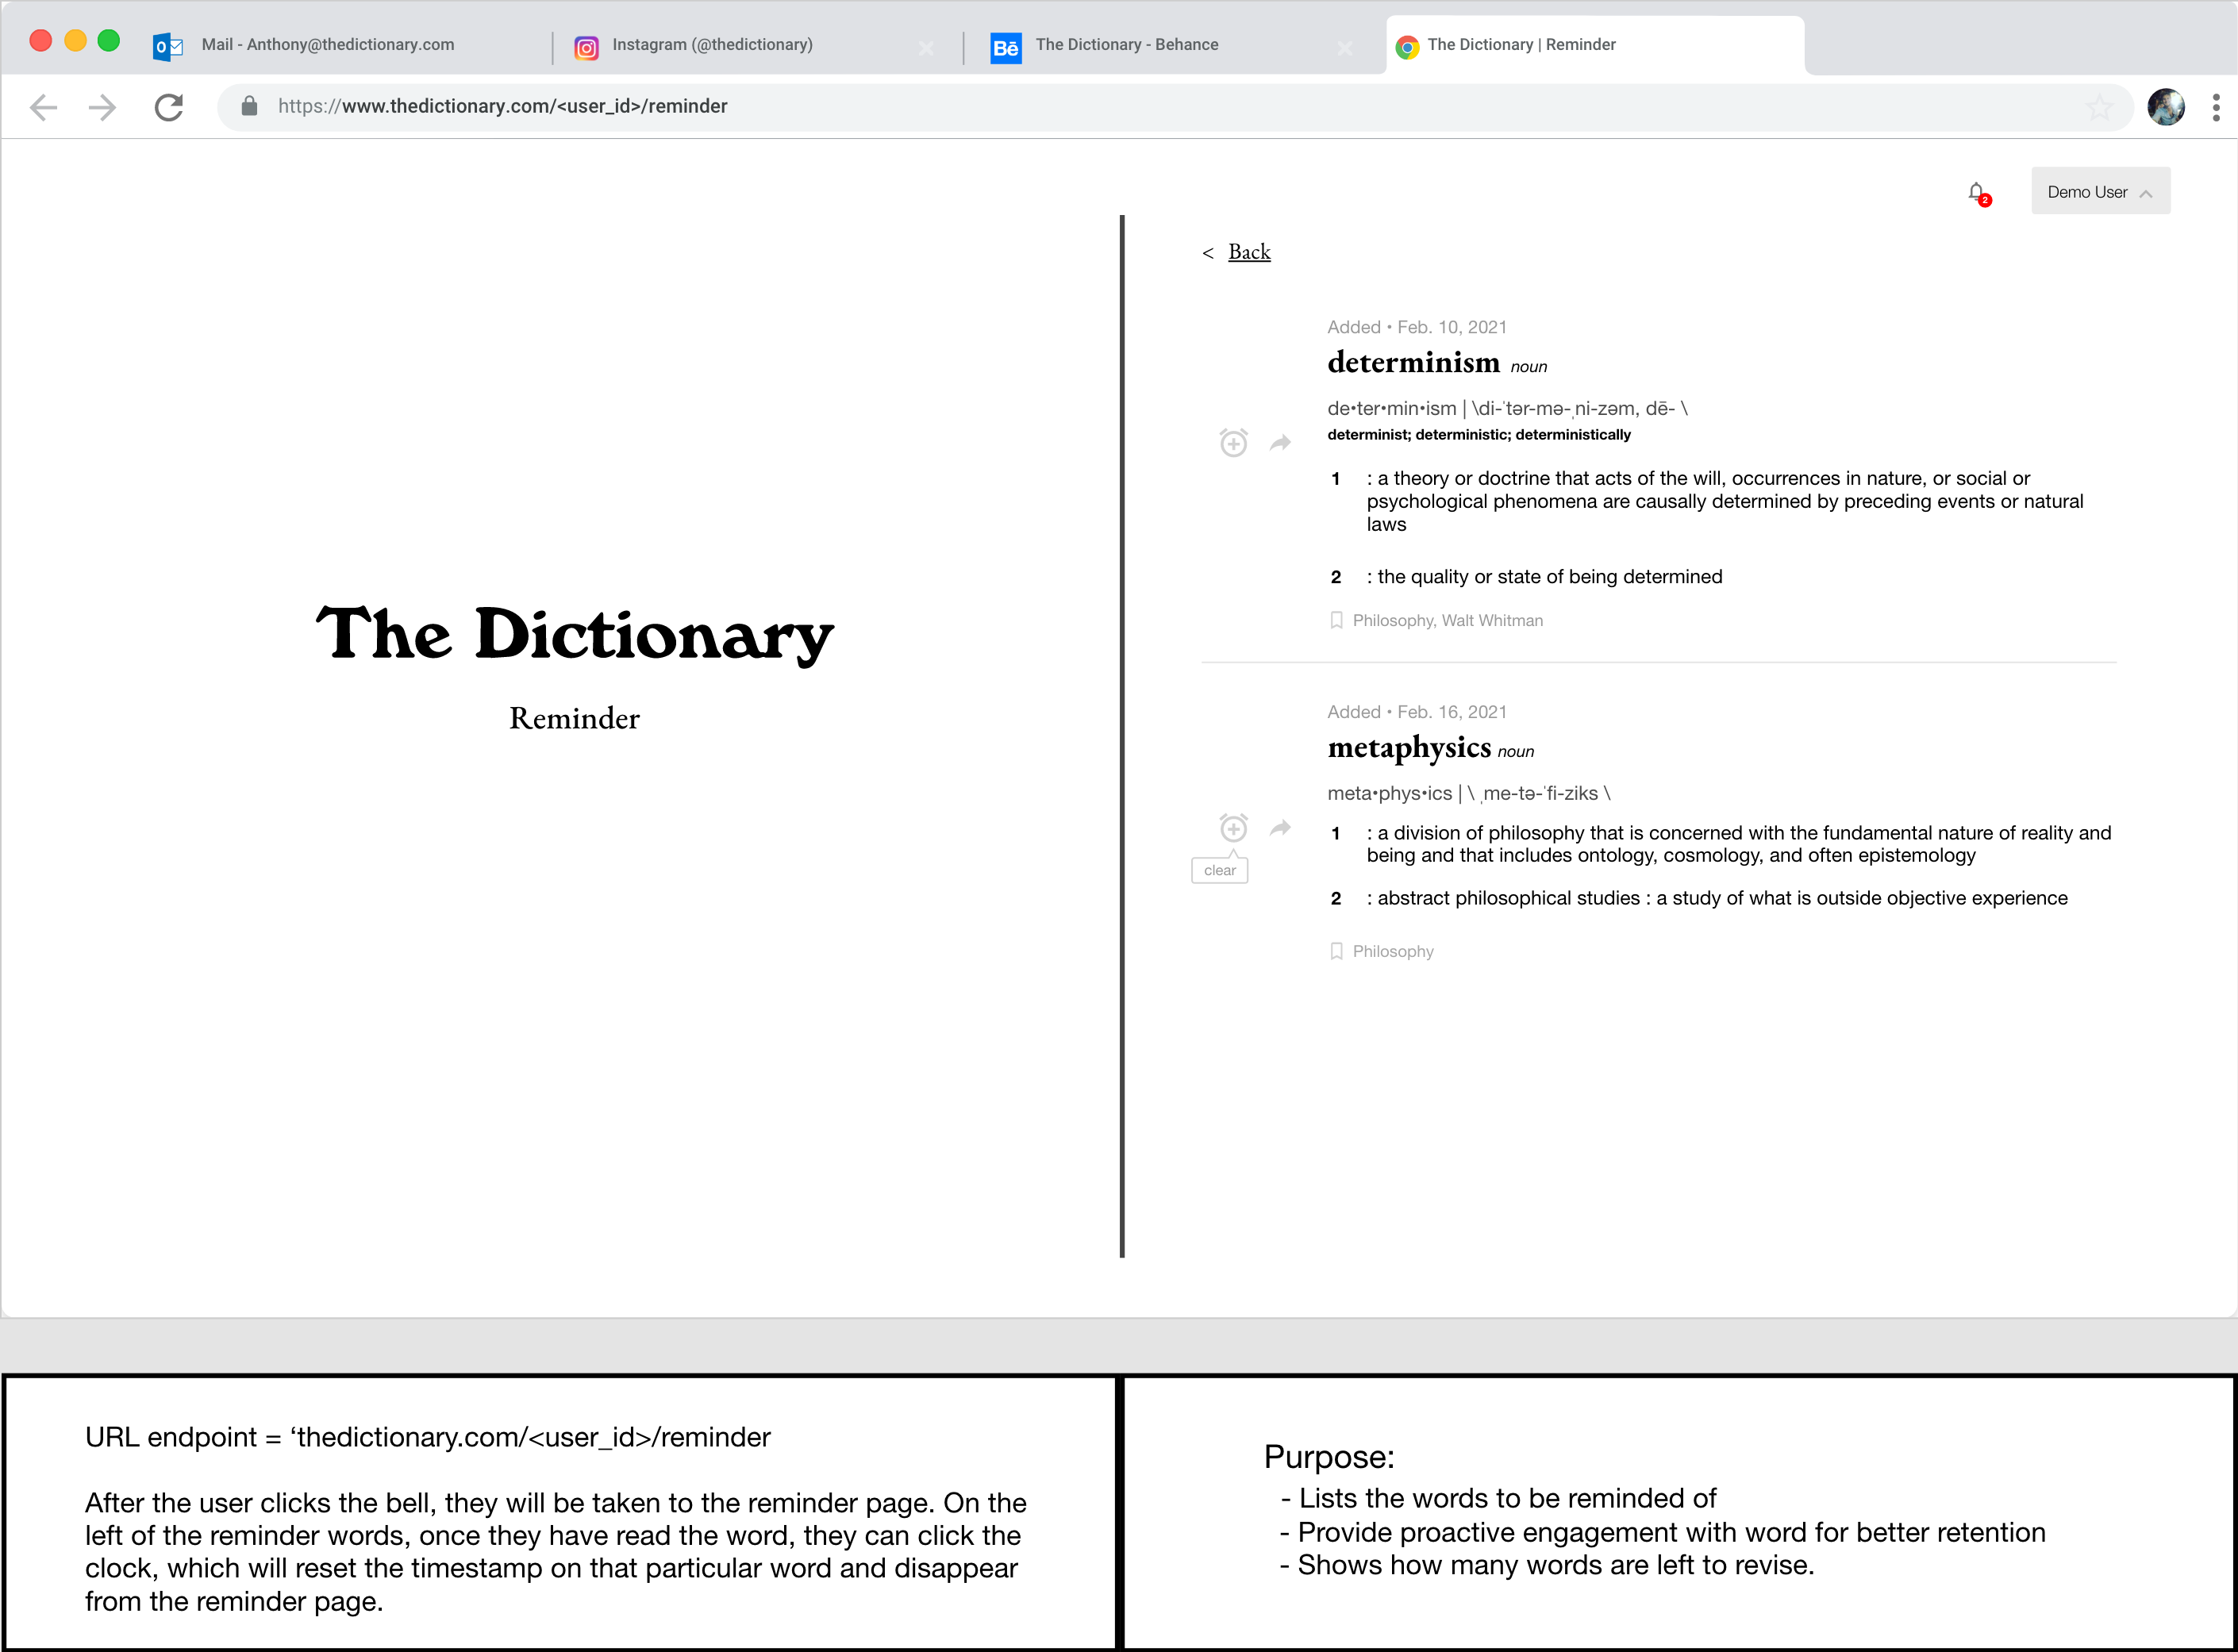 Mail - Anthony@thedictionary.com
Instagram (@thedictionary)
Bē
The Dictionary - Behance
The Dictionary | Reminder
https://www.thedictionary.com/<user_id>/reminder
2
Demo User
< Back
Added • Feb. 10, 2021
determinism noun
de•ter•min•ism | \di-ˈtər-mə-ˌni-zəm, dē- \
determinist; deterministic; deterministically
1 : a theory or doctrine that acts of the will, occurrences in nature, or social or
psychological phenomena are causally determined by preceding events or natural
laws
2 : the quality or state of being determined
Philosophy, Walt Whitman
The Dictionary
Reminder
Added • Feb. 16, 2021
metaphysics noun
meta•phys•ics | \ ˌme-tə-ˈfi-ziks \
1 : a division of philosophy that is concerned with the fundamental nature of reality and
being and that includes ontology, cosmology, and often epistemology
clear
2 : abstract philosophical studies : a study of what is outside objective experience
Philosophy
URL endpoint = ‘thedictionary.com/<user_id>/reminder
After the user clicks the bell, they will be taken to the reminder page. On the
left of the reminder words, once they have read the word, they can click the
clock, which will reset the timestamp on that particular word and disappear
from the reminder page.
Purpose:
- Lists the words to be reminded of
- Provide proactive engagement with word for better retention
- Shows how many words are left to revise.